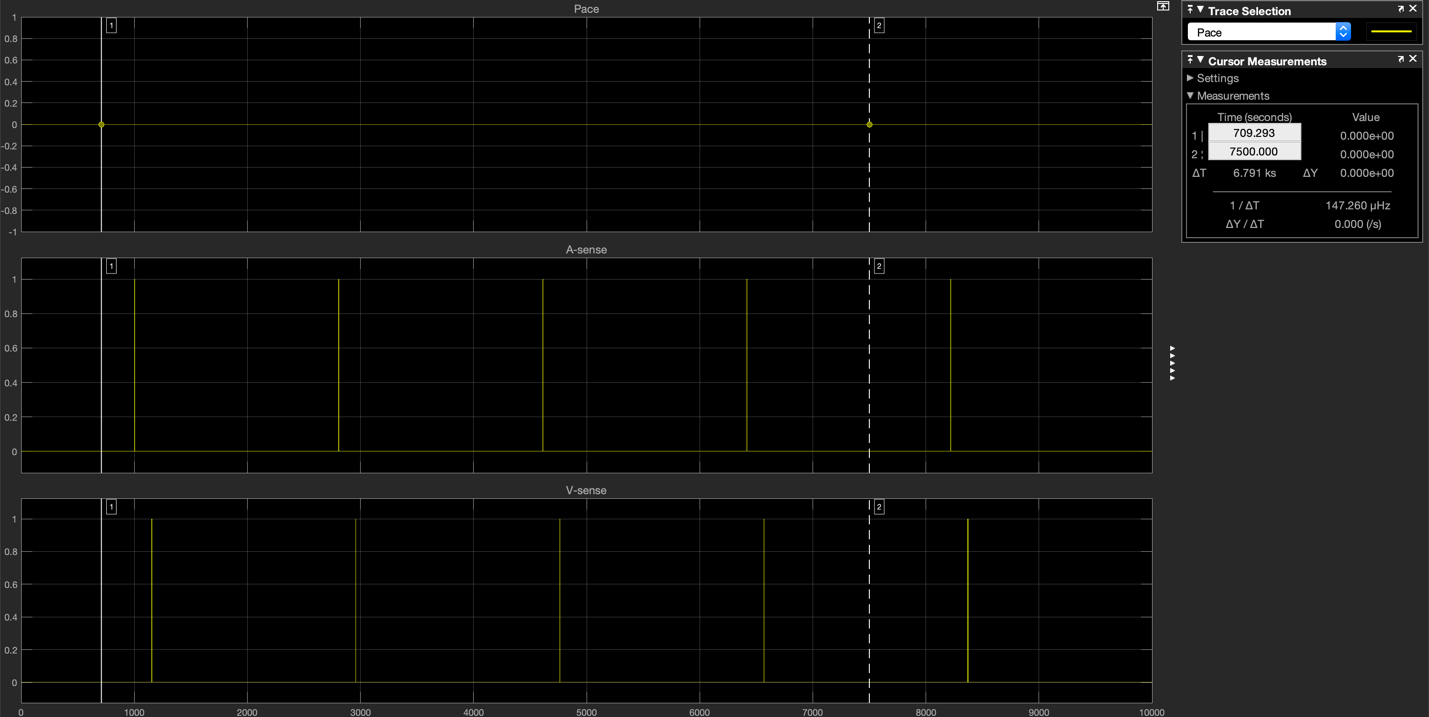 Pace
1
0.8
0.6
0.4
0.2
0
-0.2
-0.4
-0.6
-0.8
-1
1
2
A-sense
1
0.8
0.6
0.4
0.2
0
1
2
V-sense
1
0.8
0.6
0.4
0.2
0
1
2
0 1000 2000 3000 4000 5000 6000 7000 8000 9000 10000
Trace Selection
Pace
Cursor Measurements
Settings
Measurements
Time (seconds) Value
1 | 709.293 0.000e+00
2 ¦ 7500.000 0.000e+00
ΔT 6.791 ks ΔY 0.000e+00
1 / ΔT 147.260 µHz
ΔY / ΔT 0.000 (/s)